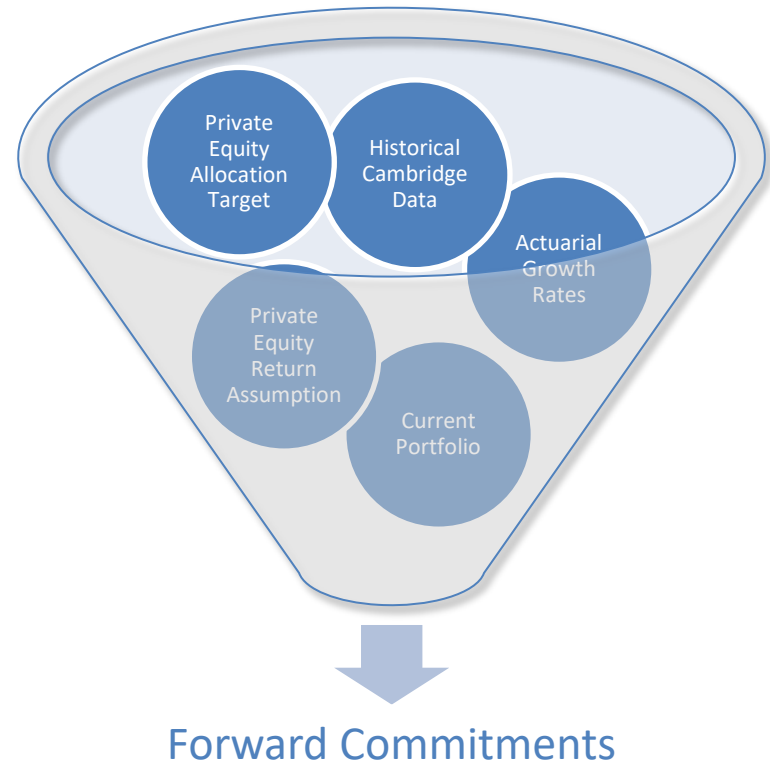 Private
Equity
Allocation
Target
Historical
Cambridge
Data
Actuarial
Growth
Rates
Private
Equity
Return
Assumption
Current
Portfolio
Forward Commitments